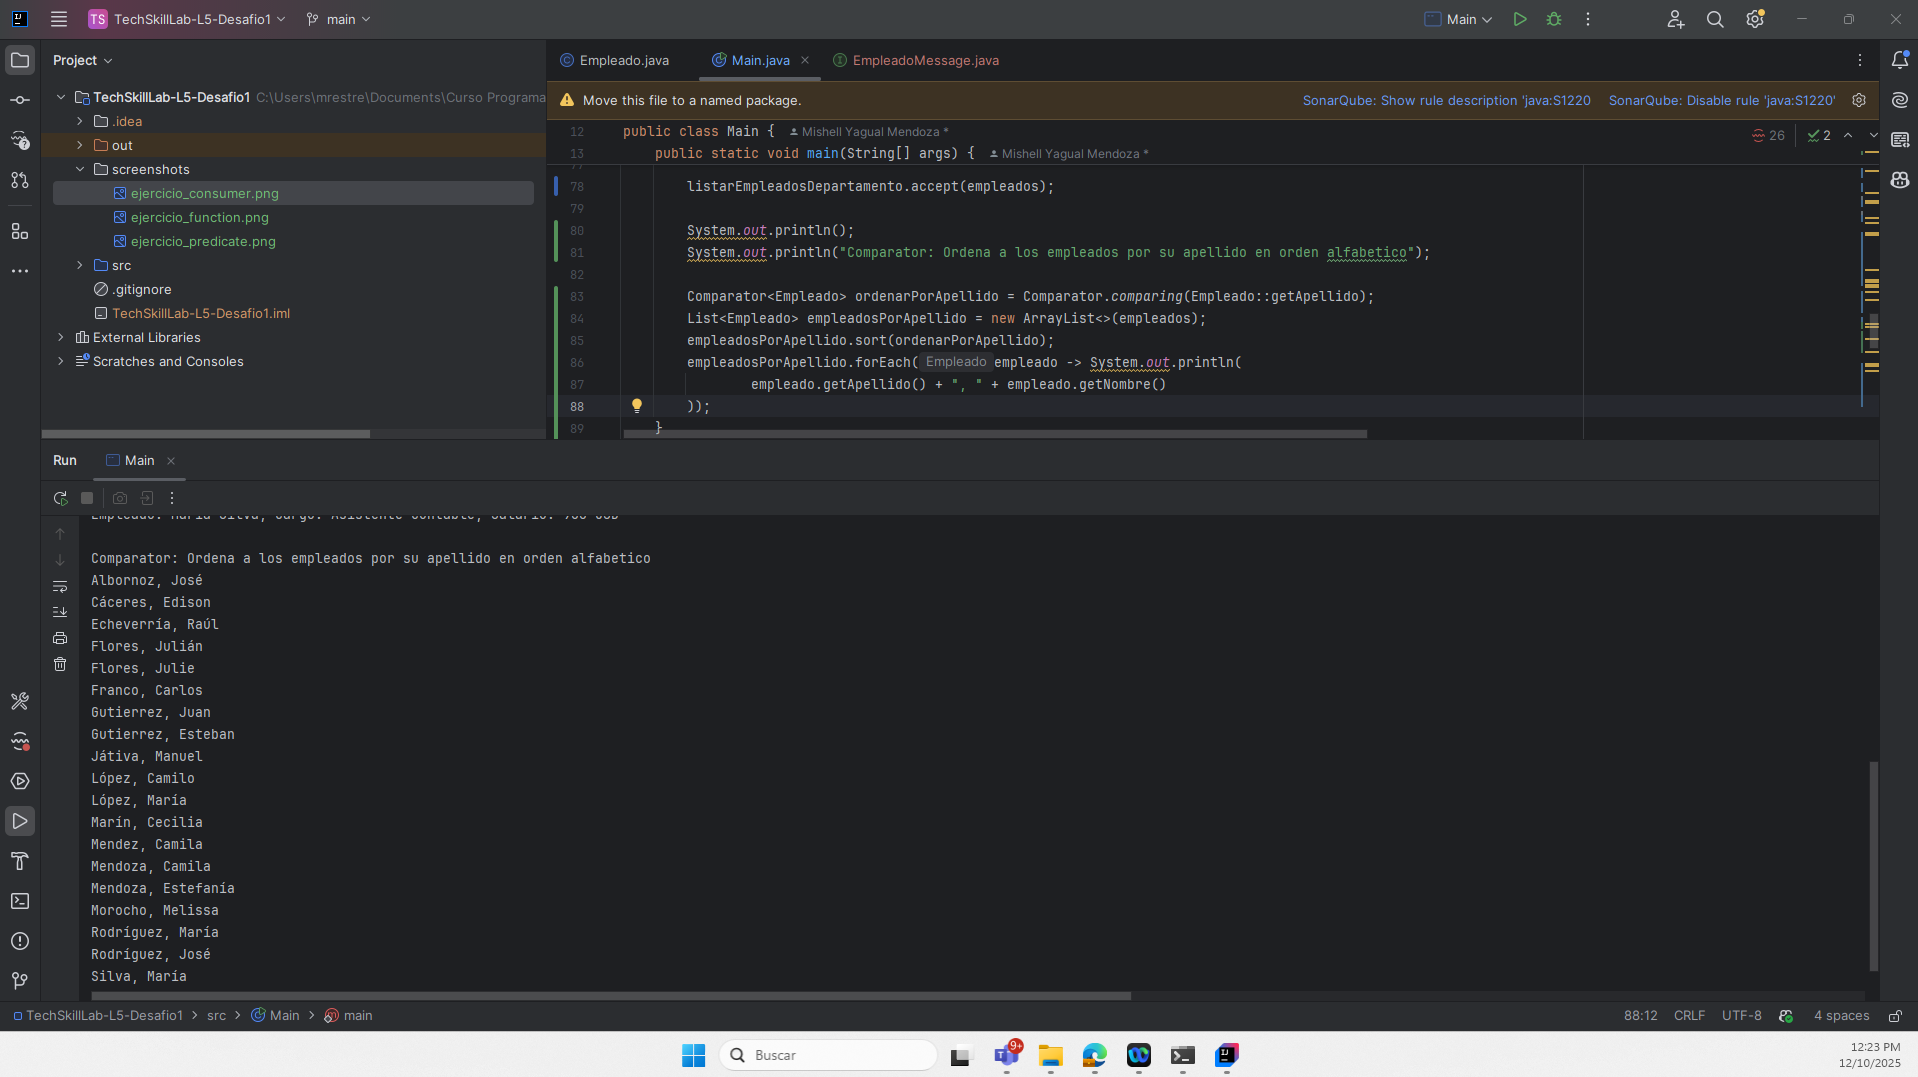 TS TechSkillLab-L5-Desafio1 main Main
Project
TechSkillLab-L5-Desafio1 C:\Users\mrestre\Documents\Curso Programa
.idea
out
screenshots
ejercicio_consumer.png
ejercicio_function.png
ejercicio_predicate.png
src
.gitignore
TechSkillLab-L5-Desafio1.iml
External Libraries
Scratches and Consoles
Empleado.java Main.java EmpleadoMessage.java
Move this file to a named package. SonarQube: Show rule description 'java:S1220 SonarQube: Disable rule 'java:S1220'
12 public class Main { Mishell Yagual Mendoza *
26 2
13 public static void main(String[] args) { Mishell Yagual Mendoza *
78 listarEmpleadosDepartamento.accept(empleados);
79
80 System.out.println();
81 System.out.println("Comparator: Ordena a los empleados por su apellido en orden alfabetico");
82
83 Comparator<Empleado> ordenarPorApellido = Comparator.comparing(Empleado::getApellido);
84 List<Empleado> empleadosPorApellido = new ArrayList<>(empleados);
85 empleadosPorApellido.sort(ordenarPorApellido);
86 empleadosPorApellido.forEach( Empleado empleado -> System.out.println(
87 empleado.getApellido() + ", " + empleado.getNombre()
88 ));
89 }
Run Main
Comparator: Ordena a los empleados por su apellido en orden alfabetico
Albornoz, José
Cáceres, Edison
Echeverría, Raúl
Flores, Julián
Flores, Julie
Franco, Carlos
Gutierrez, Juan
Gutierrez, Esteban
Játiva, Manuel
López, Camilo
López, María
Marín, Cecilia
Mendez, Camila
Mendoza, Camila
Mendoza, Estefanía
Morocho, Melissa
Rodríguez, María
Rodríguez, José
Silva, María
TechSkillLab-L5-Desafio1 > src > Main > main 88:12 CRLF UTF-8 4 spaces
Buscar
9+
12:23 PM
12/10/2025